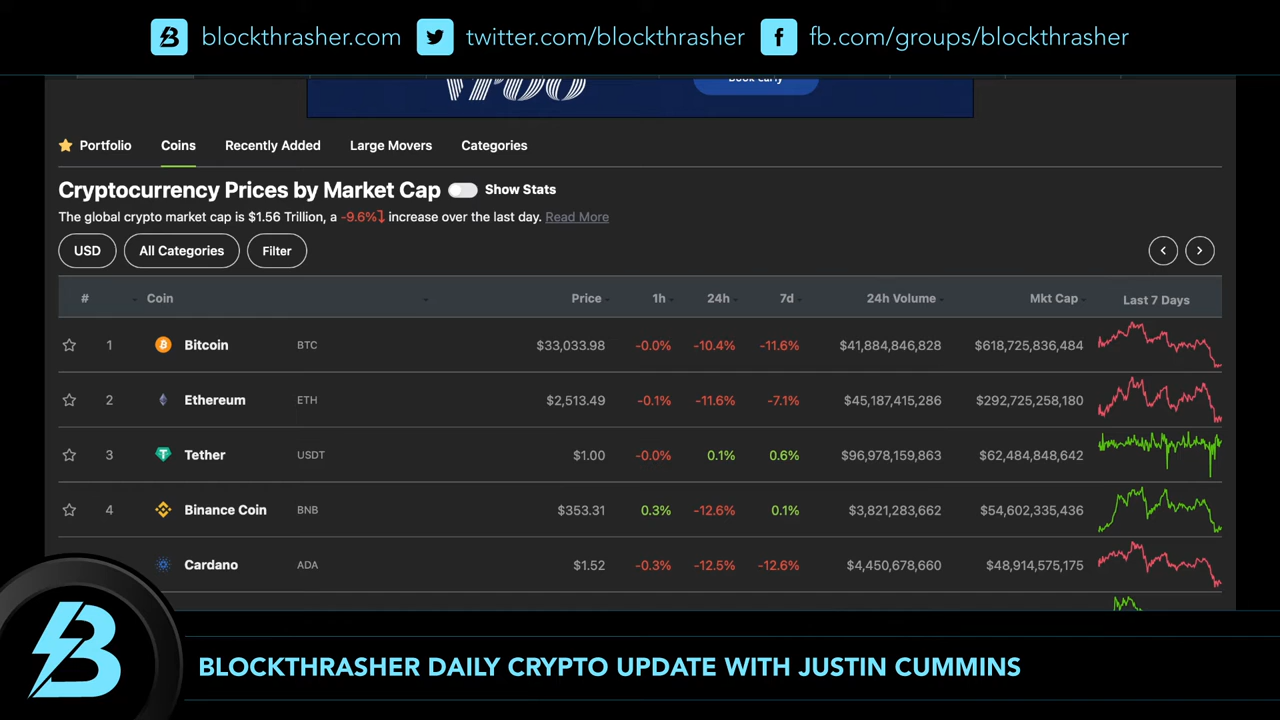 blockthrasher.com twitter.com/blockthrasher fb.com/groups/blockthrasher
Portfolio Coins Recently Added Large Movers Categories
Cryptocurrency Prices by Market Cap Show Stats
The global crypto market cap is $1.56 Trillion, a -9.6% increase over the last day. Read More
USD All Categories Filter
# Coin Price 1h 24h 7d 24h Volume Mkt Cap Last 7 Days
1 Bitcoin BTC $33,033.98 -0.0% -10.4% -11.6% $41,884,846,828 $618,725,836,484
2 Ethereum ETH $2,513.49 -0.1% -11.6% -7.1% $45,187,415,286 $292,725,258,180
3 Tether USDT $1.00 -0.0% 0.1% 0.6% $96,978,159,863 $62,484,848,642
4 Binance Coin BNB $353.31 0.3% -12.6% 0.1% $3,821,283,662 $54,602,335,436
Cardano ADA $1.52 -0.3% -12.5% -12.6% $4,450,678,660 $48,914,575,175
BLOCKTHRASHER DAILY CRYPTO UPDATE WITH JUSTIN CUMMINS